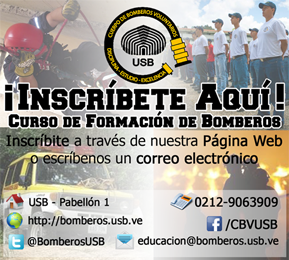 CUERPO DE BOMBEROS VOLUNTARIOS
USB
DISCIPLINA - ESTUDIO - EXCELENCIA
¡INSCRÍBETE AQUÍ!
CURSO DE FORMACIÓN DE BOMBEROS
Inscríbite a través de nuestra Página Web
o escríbenos un correo electrónico
USB - Pabellón 1
0212-9063909
http://bomberos.usb.ve
/CBVUSB
@BomberosUSB
educacion@bomberos.usb.ve